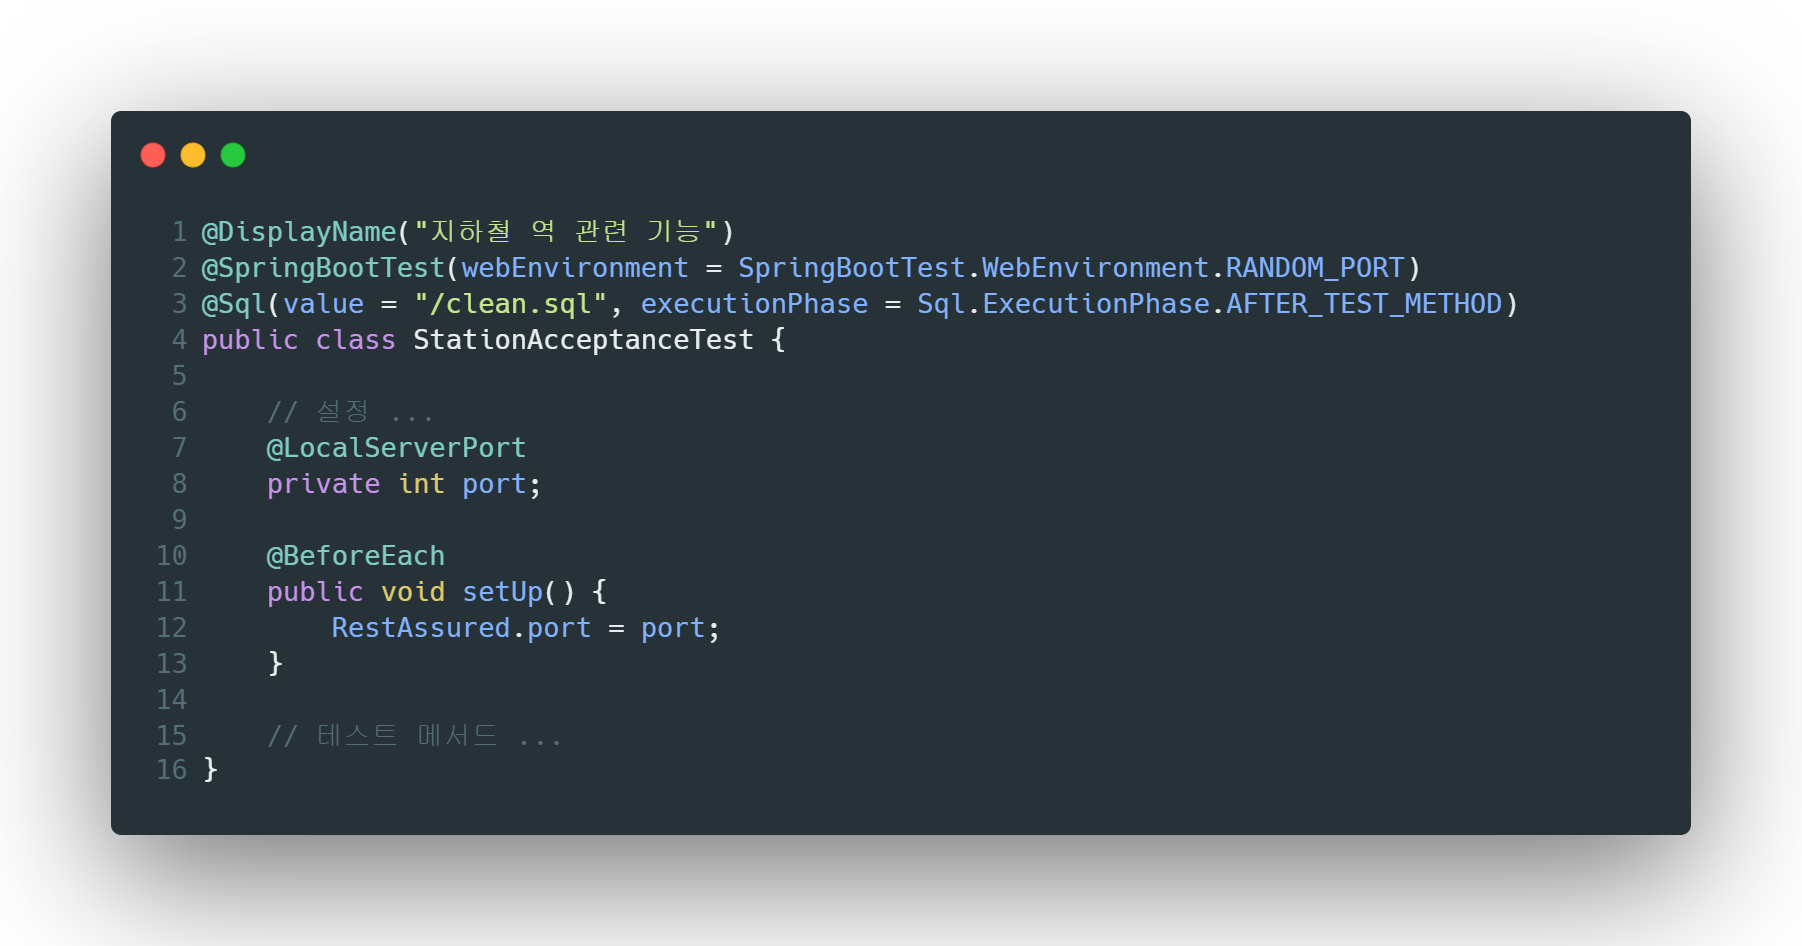 1 @DisplayName("지하철 역 관련 기능")
2 @SpringBootTest(webEnvironment = SpringBootTest.WebEnvironment.RANDOM_PORT)
3 @Sql(value = "/clean.sql", executionPhase = Sql.ExecutionPhase.AFTER_TEST_METHOD)
4 public class StationAcceptanceTest {
5
6     // 설정 ...
7     @LocalServerPort
8     private int port;
9
10     @BeforeEach
11     public void setUp() {
12         RestAssured.port = port;
13     }
14
15     // 테스트 메서드 ...
16 }